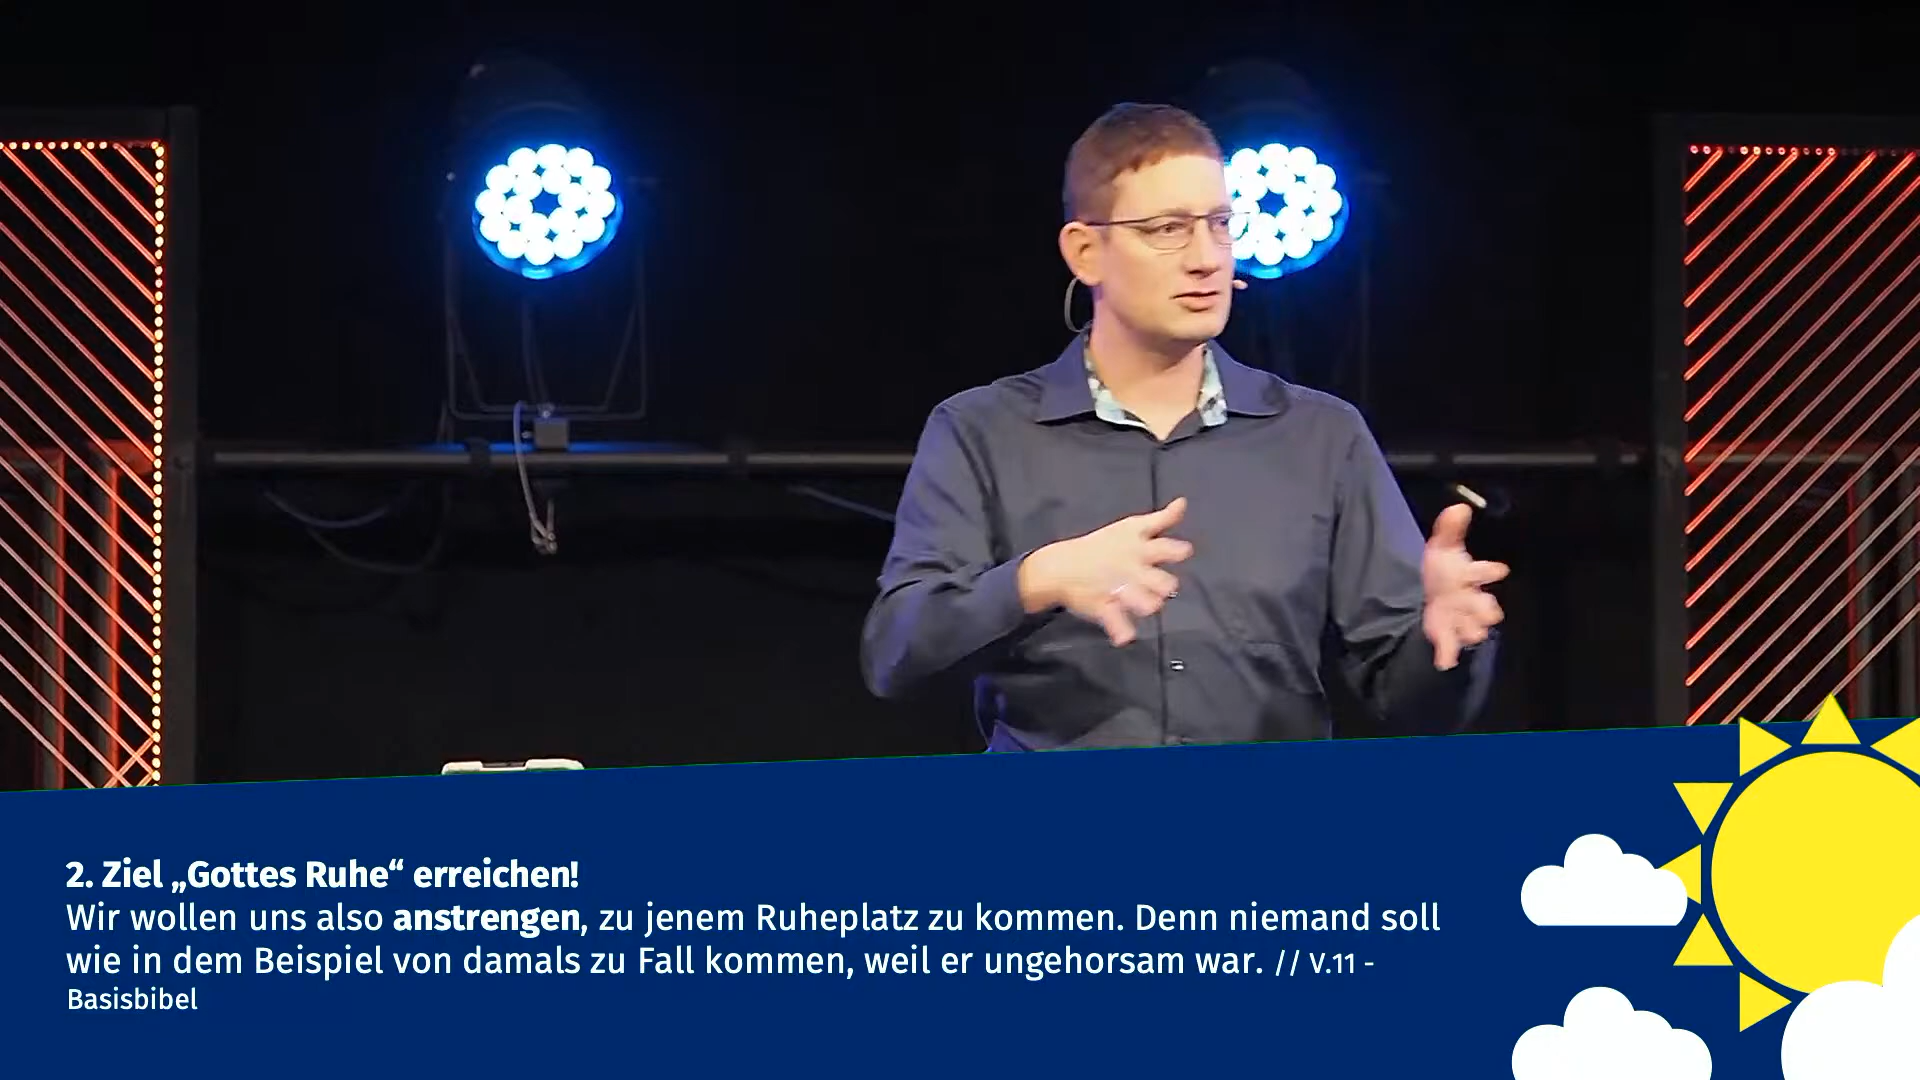 2. Ziel „Gottes Ruhe“ erreichen!
Wir wollen uns also anstrengen, zu jenem Ruheplatz zu kommen. Denn niemand soll
wie in dem Beispiel von damals zu Fall kommen, weil er ungehorsam war. // V.11 -
Basisbibel